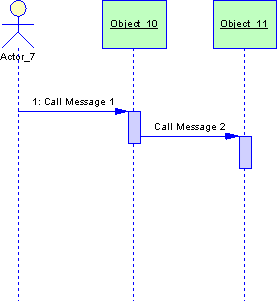 Object_10
Object_11
Actor_7
1: Call Message 1
Call Message 2